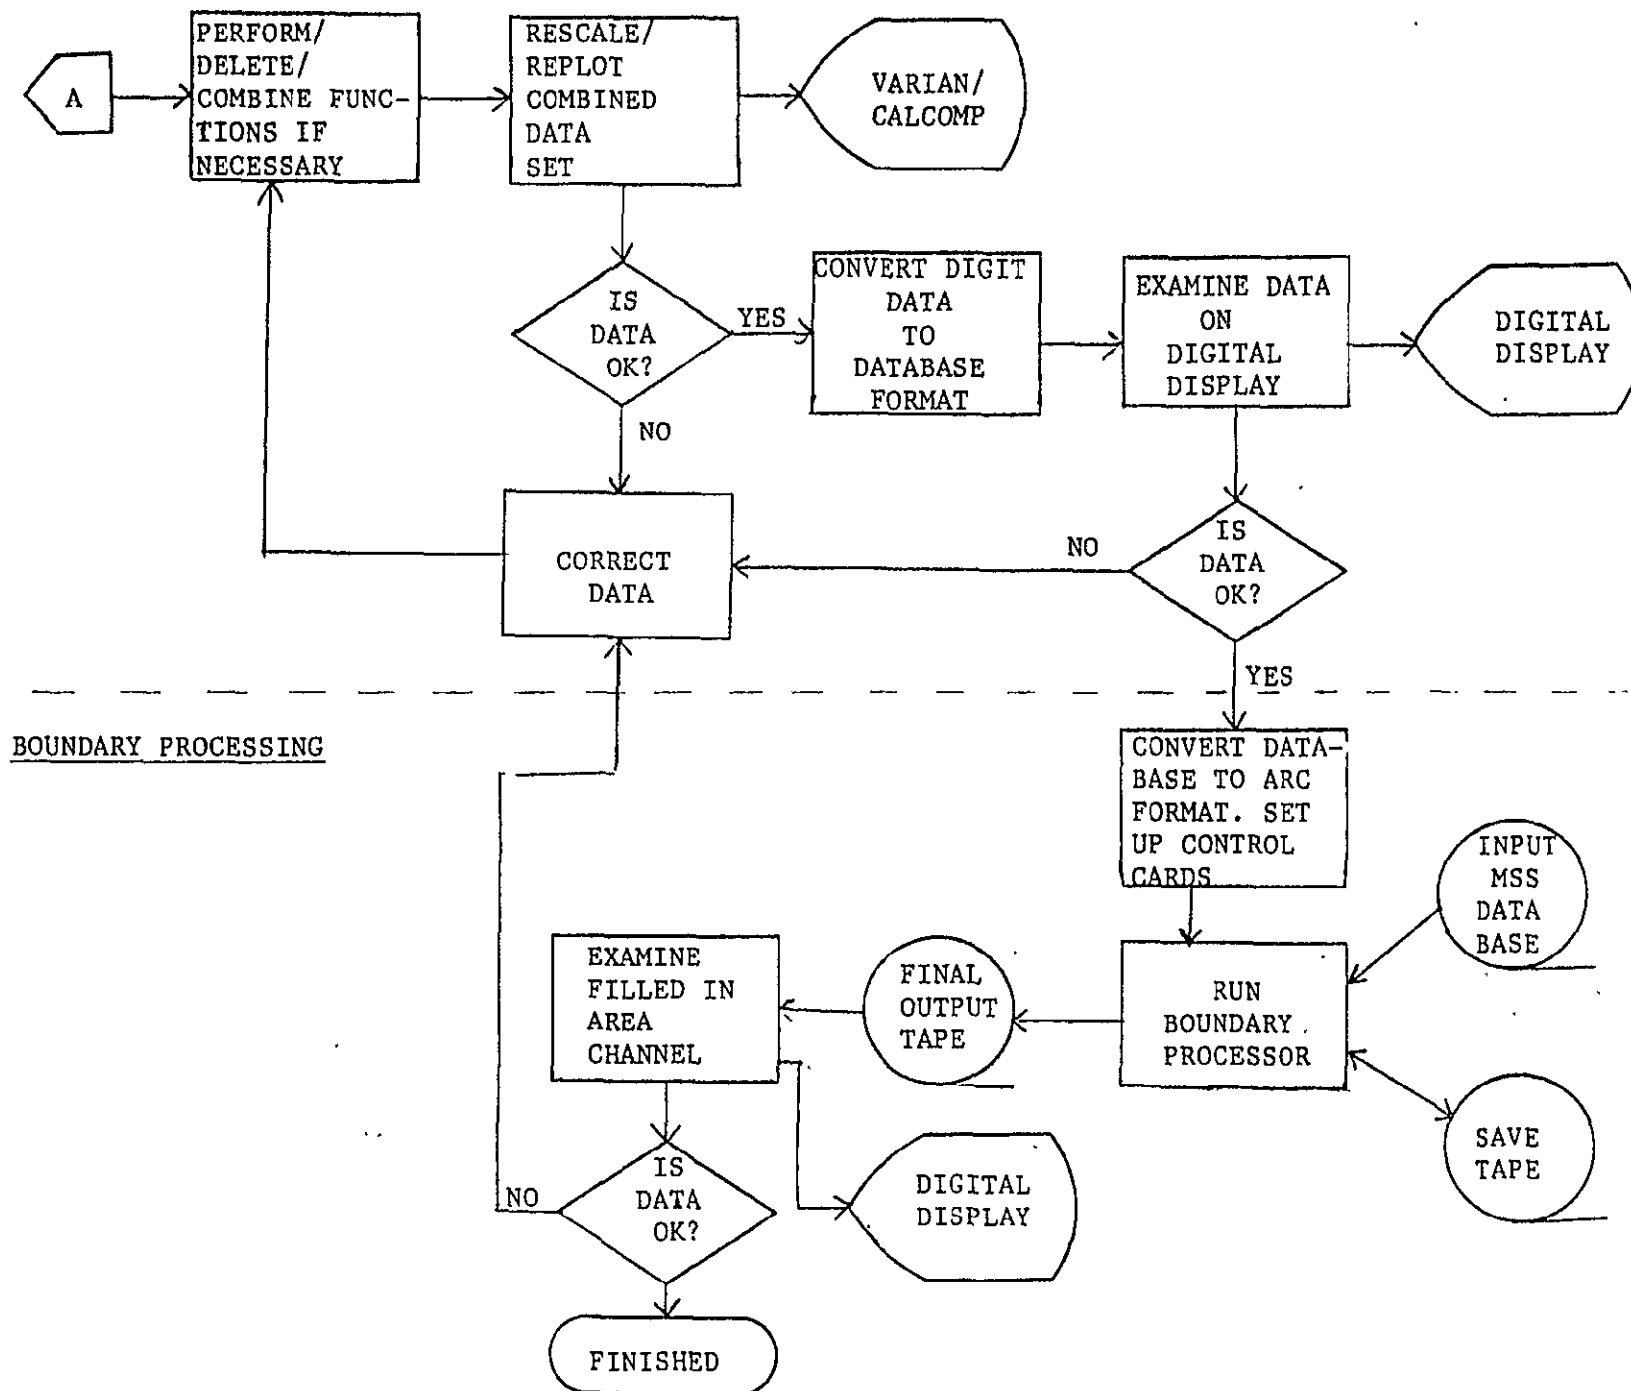 A
PERFORM/
DELETE/
COMBINE FUNC-
TIONS IF
NECESSARY
RESCALE/
REPLOT
COMBINED
DATA
SET
VARIAN/
CALCOMP
IS
DATA
OK?
YES
NO
CONVERT DIGIT
DATA
TO
DATABASE
FORMAT
EXAMINE DATA
ON
DIGITAL
DISPLAY
DIGITAL
DISPLAY
CORRECT
DATA
NO
IS
DATA
OK?
YES
BOUNDARY PROCESSING
CONVERT DATA-
BASE TO ARC
FORMAT. SET
UP CONTROL
CARDS
INPUT
MSS
DATA
BASE
RUN
BOUNDARY
PROCESSOR
SAVE
TAPE
FINAL
OUTPUT
TAPE
EXAMINE
FILLED IN
AREA
CHANNEL
DIGITAL
DISPLAY
NO
IS
DATA
OK?
FINISHED